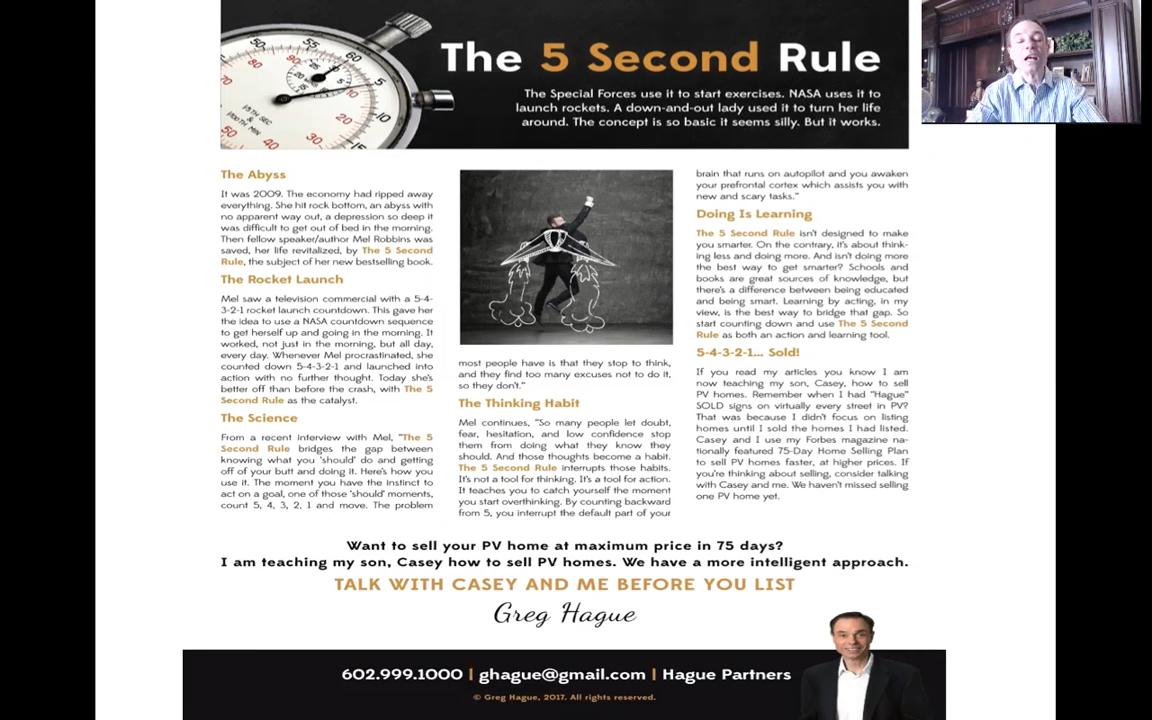 The 5 Second Rule
The Special Forces use it to start exercises. NASA uses it to
launch rockets. A down-and-out lady used it to turn her life
around. The concept is so basic it seems silly. But it works.
The Abyss
It was 2009. The economy had ripped away
everything. She hit rock bottom, an abyss with
no apparent way out, a depression so deep it
was difficult to get out of bed in the morning.
Then fellow speaker/author Mel Robbins was
saved, her life revitalized, by The 5 Second
Rule, the subject of her new bestselling book.
The Rocket Launch
Mel saw a television commercial with a 5-4-
3-2-1 rocket launch countdown. This gave her
the idea to use a NASA countdown sequence
to get herself up and going in the morning. It
worked, not just in the morning, but all day,
every day. Whenever Mel procrastinated, she
counted down 5-4-3-2-1 and launched into
action with no further thought. Today she's
better off than before the crash, with The 5
Second Rule as the catalyst.
The Science
From a recent interview with Mel, "The 5
Second Rule bridges the gap between
knowing what you 'should' do and getting
off of your butt and doing it. Here's how you
use it. The moment you have the instinct to
act on a goal, one of those 'should' moments,
count 5, 4, 3, 2, 1 and move. The problem
most people have is that they stop to think,
and they find too many excuses not to do it,
so they don't."
The Thinking Habit
Mel continues, "So many people let doubt,
fear, hesitation, and low confidence stop
them from doing what they know they
should. And those thoughts become a habit.
The 5 Second Rule interrupts those habits.
It's not a tool for thinking. It's a tool for action.
It teaches you to catch yourself the moment
you start overthinking. By counting backward
from 5, you interrupt the default part of your
brain that runs on autopilot and you awaken
your prefrontal cortex which assists you with
new and scary tasks."
Doing Is Learning
The 5 Second Rule isn't designed to make
you smarter. On the contrary, it's about think-
ing less and doing more. And isn't doing more
the best way to get smarter? Schools and
books are great sources of knowledge, but
there's a difference between being educated
and being smart. Learning by acting, in my
view, is the best way to bridge that gap. So
start counting down and use The 5 Second
Rule as both an action and learning tool.
5-4-3-2-1... Sold!
If you read my articles you know I am
now teaching my son, Casey, how to sell
PV homes. Remember when I had "Hague"
SOLD signs on virtually every street in PV?
That was because I didn't focus on listing
homes until I sold the homes I had listed.
Casey and I use my Forbes magazine na-
tionally featured 75-Day Home Selling Plan
to sell PV homes faster, at higher prices. If
you're thinking about selling, consider talking
with Casey and me. We haven't missed selling
one PV home yet.
Want to sell your PV home at maximum price in 75 days?
I am teaching my son, Casey how to sell PV homes. We have a more intelligent approach.
TALK WITH CASEY AND ME BEFORE YOU LIST
Greg Hague
602.999.1000 | ghague@gmail.com | Hague Partners
© Greg Hague, 2017. All rights reserved.